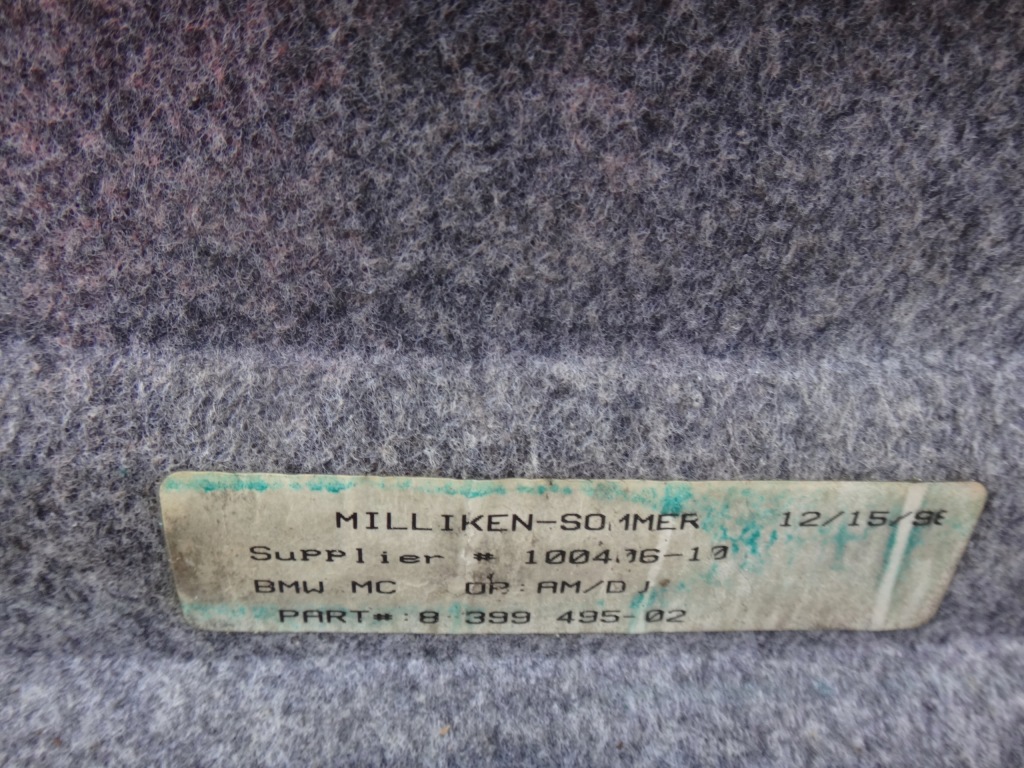 MILLIKEN-SOMMER 12/15/98
Supplier # 100406-10
BMW MC OP: AM/DJ
PART#:8 399 495-02